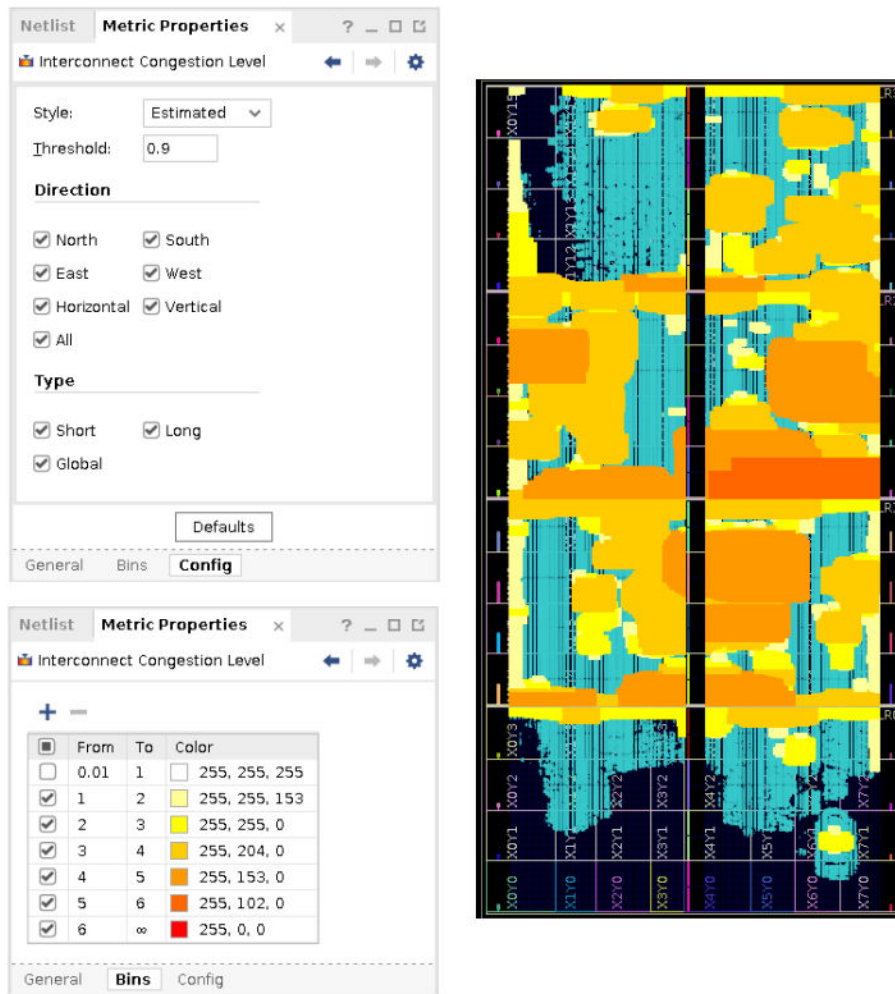 Netlist Metric Properties × ? _
Interconnect Congestion Level
Style: Estimated
Threshold: 0.9
Direction
North South
East West
Horizontal Vertical
All
Type
Short Long
Global
Defaults
General Bins Config
Netlist Metric Properties × ? _
Interconnect Congestion Level
+ −
From To Color
0.01 1 255, 255, 255
1 2 255, 255, 153
2 3 255, 255, 0
3 4 255, 204, 0
4 5 255, 153, 0
5 6 255, 102, 0
6 ∞ 255, 0, 0
General Bins Config
X0Y15
X0Y3
X0Y2 X2Y2 X3Y2 X4Y2 X7Y2
X0Y1 X2Y1 X3Y1 X4Y1 X6Y1 X7Y1
X0Y0 X1Y0 X2Y0 X3Y0 X4Y0 X5Y0 X6Y0 X7Y0